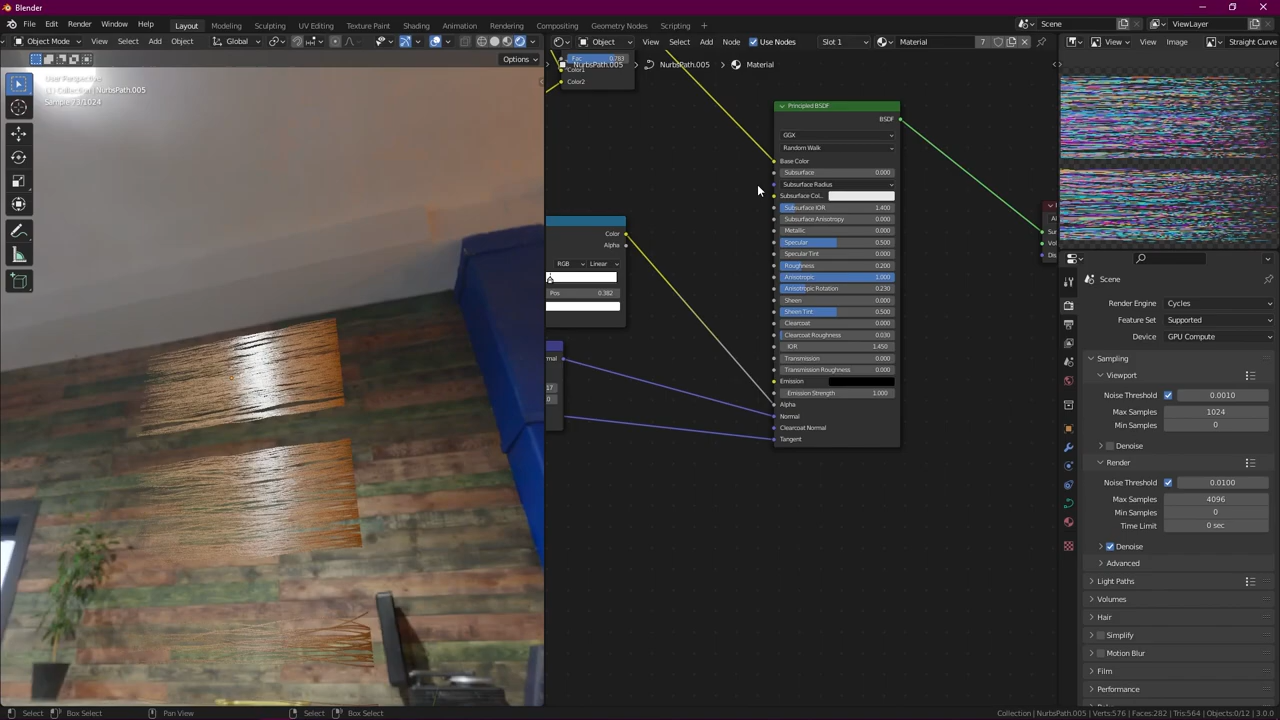 Blender
File Edit Render Window Help Layout Modeling Sculpting UV Editing Texture Paint Shading Animation Rendering Compositing Geometry Nodes Scripting + Scene ViewLayer
Object Mode View Select Add Object Global
Object View Select Add Node Use Nodes Slot 1 Material 7
View View Image Straight Curve
Options
User Perspective
(1) Collection | NurbsPath.005
Sample 73/1024
Fac 0.783
Color1
Color2
NurbsPath.005 > NurbsPath.005 > Material
Color
Alpha
RGB Linear
Pos 0.382
Principled BSDF
BSDF
GGX
Random Walk
Base Color
Subsurface 0.000
Subsurface Radius
Subsurface Col..
Subsurface IOR 1.400
Subsurface Anisotropy 0.000
Metallic 0.000
Specular 0.500
Specular Tint 0.000
Roughness 0.200
Anisotropic 1.000
Anisotropic Rotation 0.230
Sheen 0.000
Sheen Tint 0.500
Clearcoat 0.000
Clearcoat Roughness 0.030
IOR 1.450
Transmission 0.000
Transmission Roughness 0.000
Emission
Emission Strength 1.000
Alpha
Normal
Clearcoat Normal
Tangent
Scene
Render Engine Cycles
Feature Set Supported
Device GPU Compute
Sampling
Viewport
Noise Threshold 0.0010
Max Samples 1024
Min Samples 0
Denoise
Render
Noise Threshold 0.0100
Max Samples 4096
Min Samples 0
Time Limit 0 sec
Denoise
Advanced
Light Paths
Volumes
Hair
Simplify
Motion Blur
Film
Performance
Select Box Select Pan View Select Box Select Collection | NurbsPath.005 | Verts:576 | Faces:282 | Tris:564 | Objects:0/12 | 3.0.0